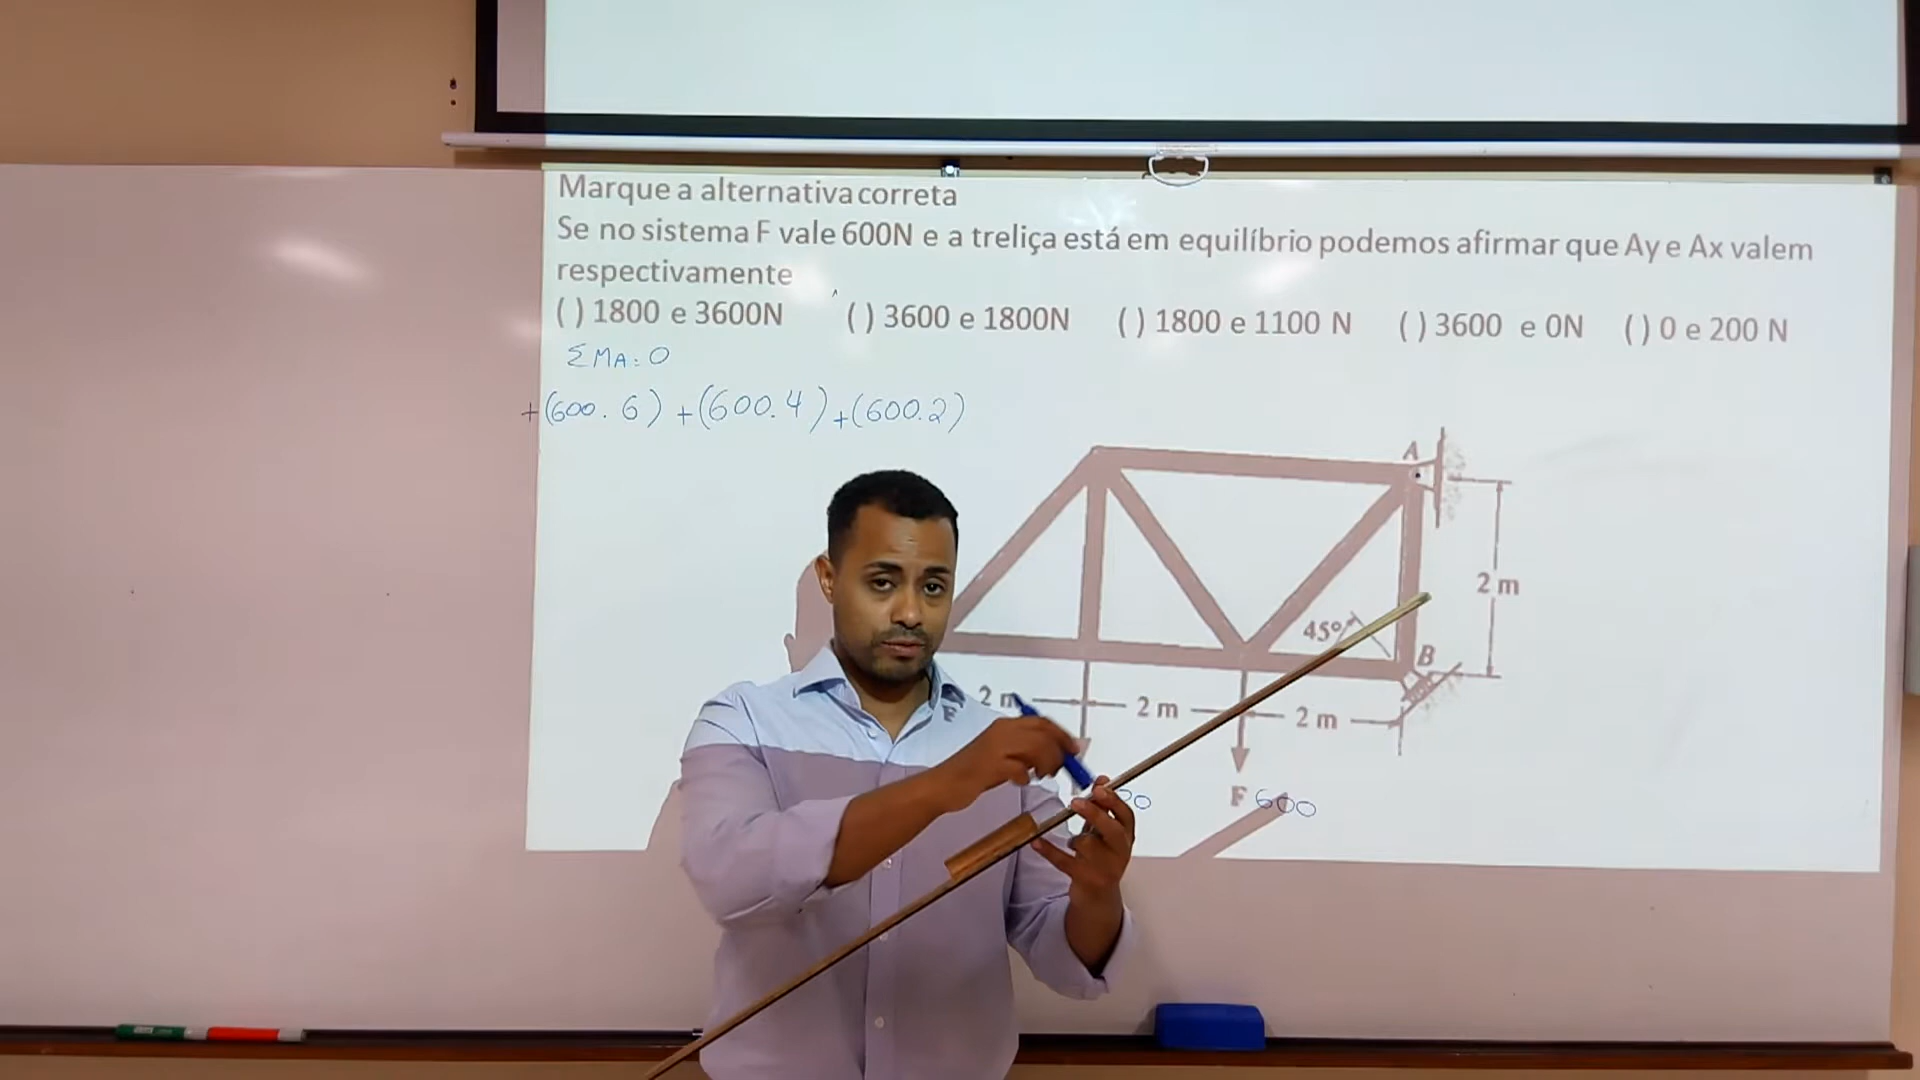 Marque a alternativa correta
Se no sistema F vale 600N e a treliça está em equilíbrio podemos afirmar que Ay e Ax valem
respectivamente
( ) 1800 e 3600N ( ) 3600 e 1800N ( ) 1800 e 1100 N ( ) 3600 e 0N ( ) 0 e 200 N
ΣMA = 0
+(600.6)+(600.4)+(600.2)
A
2 m
45°
B
2 m 2 m 2 m
F 600